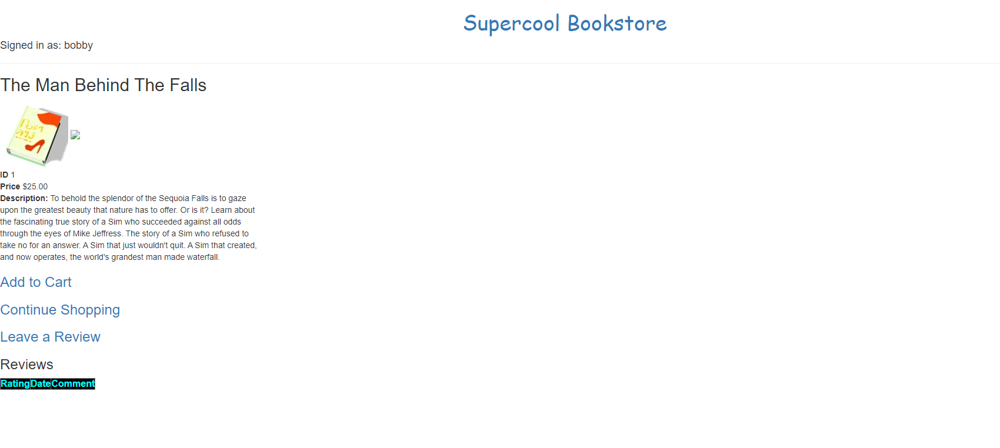 Supercool Bookstore
Signed in as: bobby
The Man Behind The Falls
ID 1
Price $25.00
Description: To behold the splendor of the Sequoia Falls is to gaze
upon the greatest beauty that nature has to offer. Or is it? Learn about
the fascinating true story of a Sim who succeeded against all odds
through the eyes of Mike Jeffress. The story of a Sim who refused to
take no for an answer. A Sim that just wouldn't quit. A Sim that created,
and now operates, the world's grandest man made waterfall.
Add to Cart
Continue Shopping
Leave a Review
Reviews
Rating Date Comment